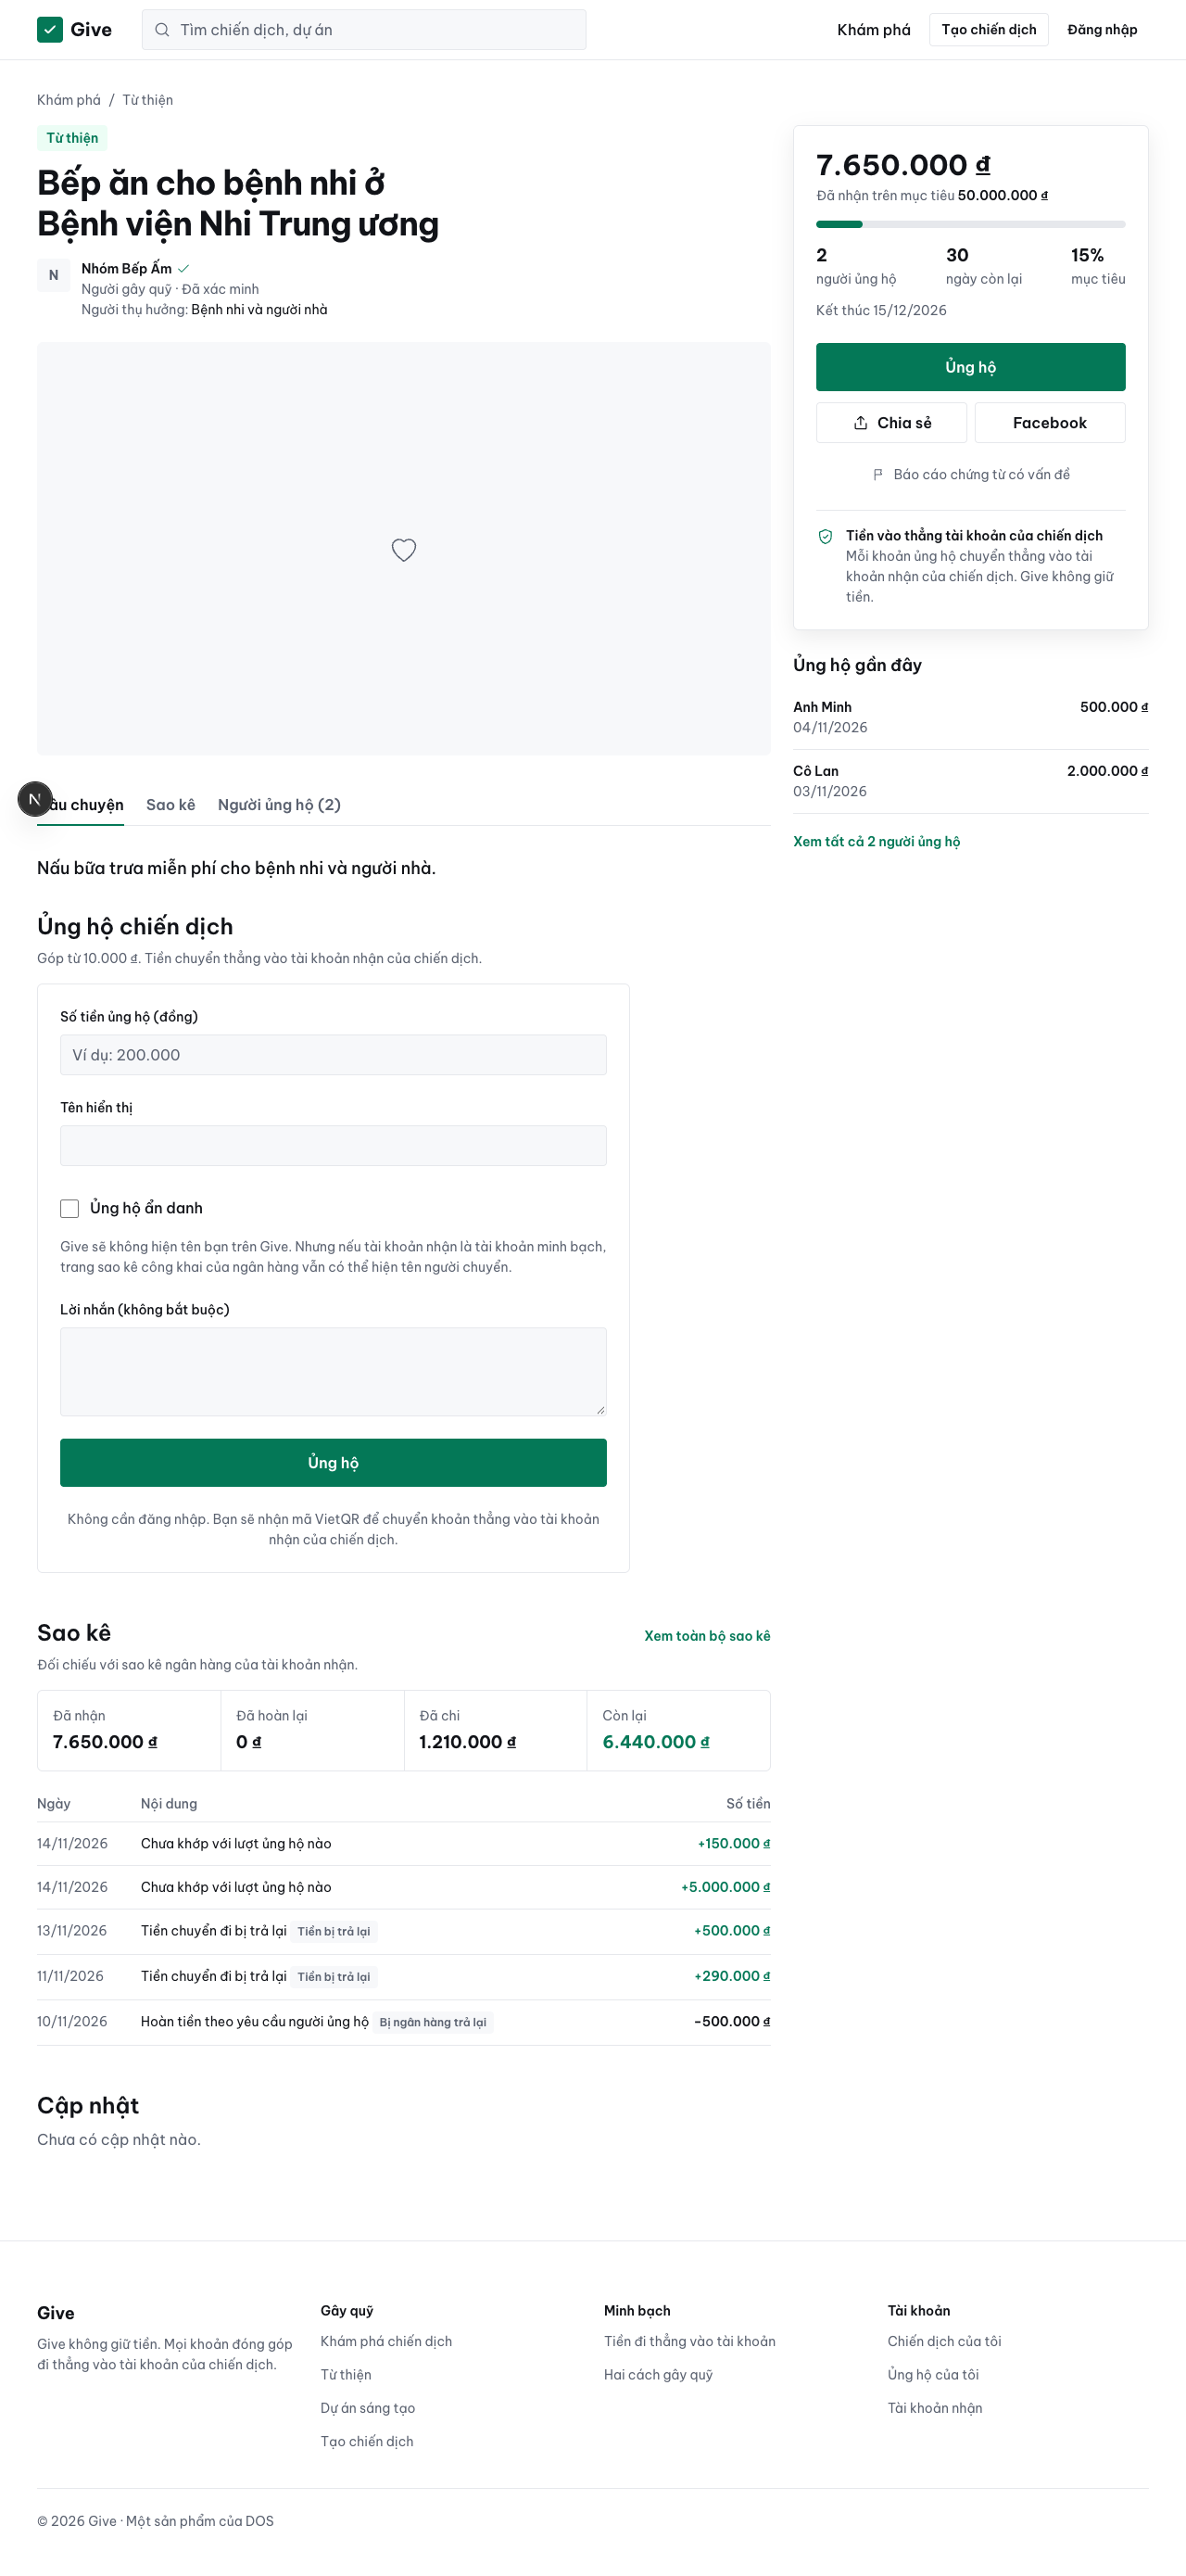 Give
Tìm chiến dịch, dự án
Khám phá
Tạo chiến dịch
Đăng nhập
Khám phá / Từ thiện
Từ thiện
Bếp ăn cho bệnh nhi ở
Bệnh viện Nhi Trung ương
N
Nhóm Bếp Ấm
Người gây quỹ · Đã xác minh
Người thụ hưởng: Bệnh nhi và người nhà
7.650.000 ₫
Đã nhận trên mục tiêu 50.000.000 ₫
2
người ủng hộ
30
ngày còn lại
15%
mục tiêu
Kết thúc 15/12/2026
Ủng hộ
Chia sẻ
Facebook
Báo cáo chứng từ có vấn đề
Tiền vào thẳng tài khoản của chiến dịch
Mỗi khoản ủng hộ chuyển thẳng vào tài
khoản nhận của chiến dịch. Give không giữ
tiền.
Ủng hộ gần đây
Anh Minh 500.000 ₫
04/11/2026
Cô Lan 2.000.000 ₫
03/11/2026
Xem tất cả 2 người ủng hộ
N
chuyện
Sao kê
Người ủng hộ (2)
Nấu bữa trưa miễn phí cho bệnh nhi và người nhà.
Ủng hộ chiến dịch
Góp từ 10.000 ₫. Tiền chuyển thẳng vào tài khoản nhận của chiến dịch.
Số tiền ủng hộ (đồng)
Ví dụ: 200.000
Tên hiển thị
Ủng hộ ẩn danh
Give sẽ không hiện tên bạn trên Give. Nhưng nếu tài khoản nhận là tài khoản minh bạch,
trang sao kê công khai của ngân hàng vẫn có thể hiện tên người chuyển.
Lời nhắn (không bắt buộc)
Ủng hộ
Không cần đăng nhập. Bạn sẽ nhận mã VietQR để chuyển khoản thẳng vào tài khoản
nhận của chiến dịch.
Sao kê
Xem toàn bộ sao kê
Đối chiếu với sao kê ngân hàng của tài khoản nhận.
Đã nhận
7.650.000 ₫
Đã hoàn lại
0 ₫
Đã chi
1.210.000 ₫
Còn lại
6.440.000 ₫
Ngày Nội dung Số tiền
14/11/2026 Chưa khớp với lượt ủng hộ nào +150.000 ₫
14/11/2026 Chưa khớp với lượt ủng hộ nào +5.000.000 ₫
13/11/2026 Tiền chuyển đi bị trả lại Tiền bị trả lại +500.000 ₫
11/11/2026 Tiền chuyển đi bị trả lại Tiền bị trả lại +290.000 ₫
10/11/2026 Hoàn tiền theo yêu cầu người ủng hộ Bị ngân hàng trả lại -500.000 ₫
Cập nhật
Chưa có cập nhật nào.
Give
Give không giữ tiền. Mọi khoản đóng góp
đi thẳng vào tài khoản của chiến dịch.
Gây quỹ
Khám phá chiến dịch
Từ thiện
Dự án sáng tạo
Tạo chiến dịch
Minh bạch
Tiền đi thẳng vào tài khoản
Hai cách gây quỹ
Tài khoản
Chiến dịch của tôi
Ủng hộ của tôi
Tài khoản nhận
© 2026 Give · Một sản phẩm của DOS